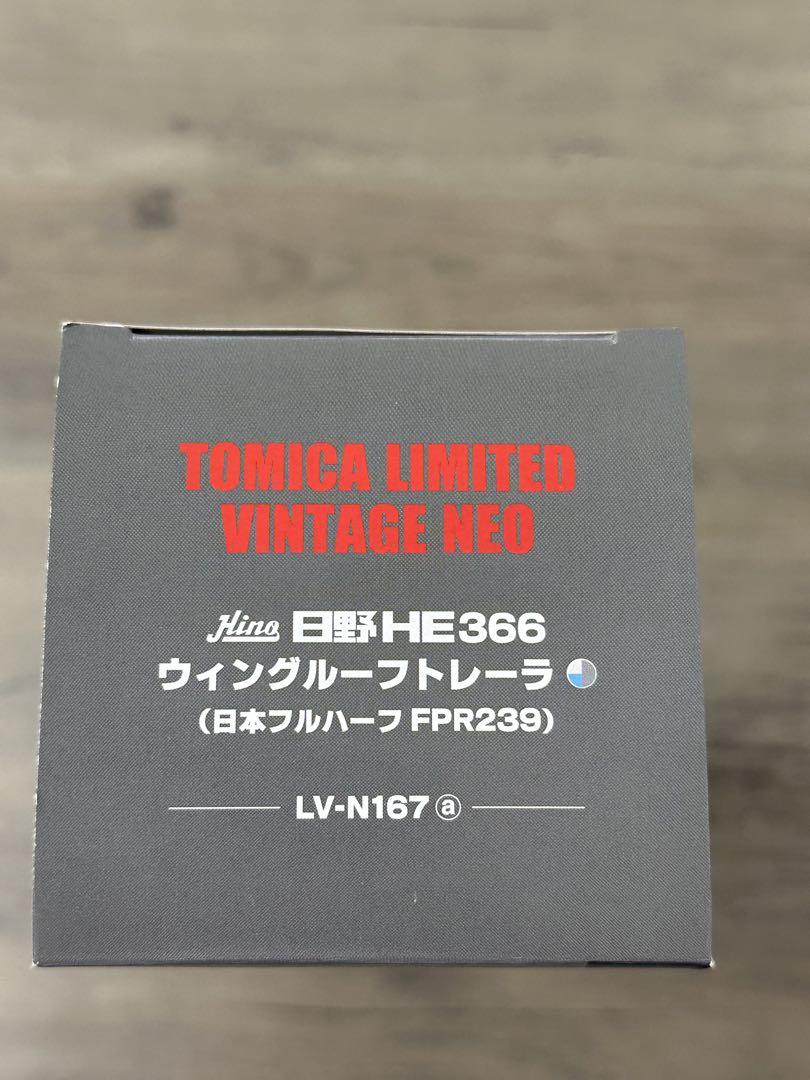 TOMICA LIMITED
VINTAGE NEO
Hino 日野HE366
ウィングルーフトレーラ
（日本フルハーフ FPR239）
LV-N167 ⓐ